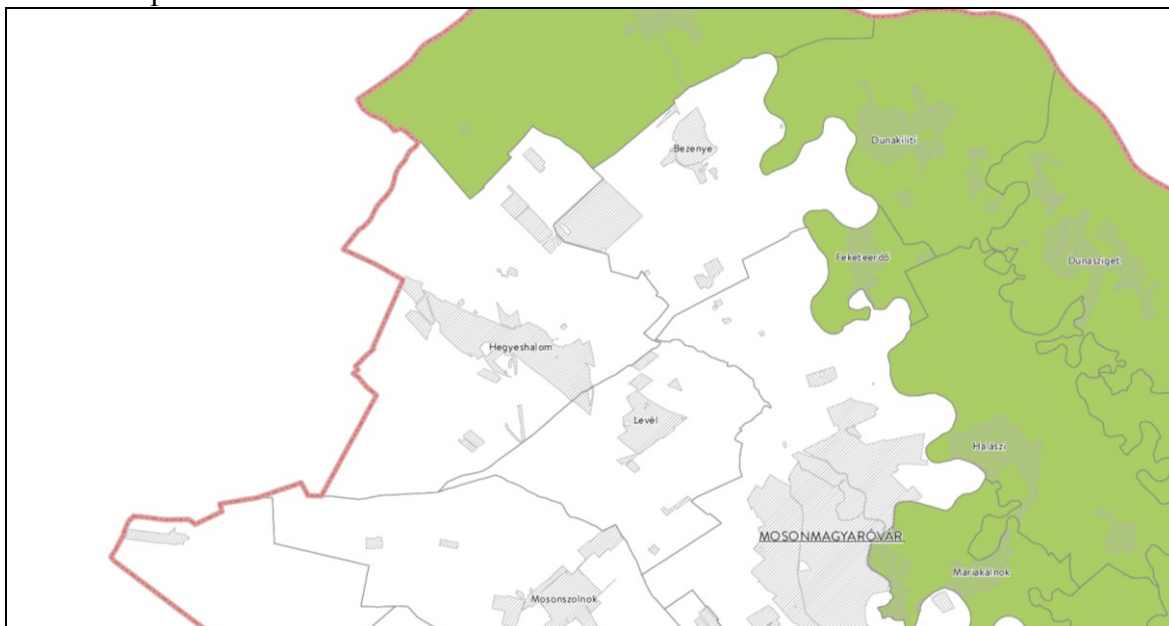 Bezenye
Dunakiliti
Feketeerdő
Dunasziget
Hegyeshalom
Levél
Halászi
MOSONMAGYARÓVÁR
Máriakálnok
Mosonszolnok